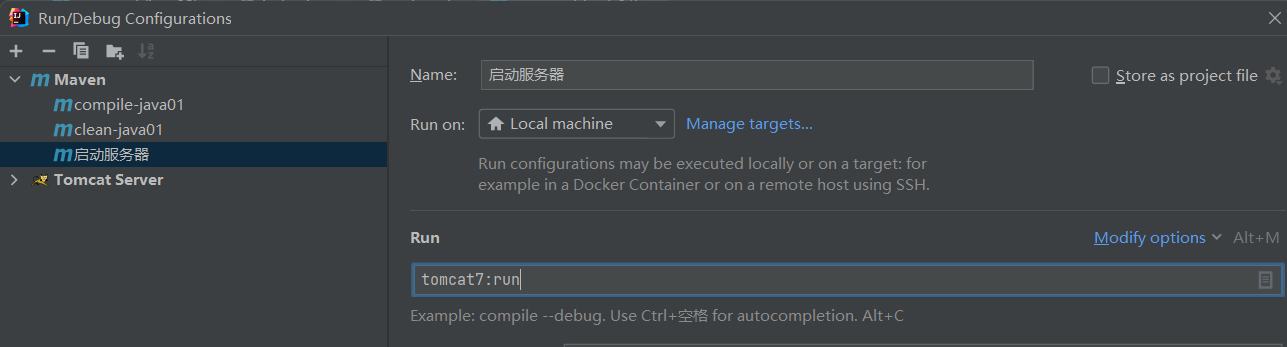 Run/Debug Configurations
Maven
compile-java01
clean-java01
启动服务器
Tomcat Server
Name: 启动服务器 Store as project file
Run on: Local machine Manage targets...
Run configurations may be executed locally or on a target: for
example in a Docker Container or on a remote host using SSH.
Run Modify options Alt+M
tomcat7:run
Example: compile --debug. Use Ctrl+空格 for autocompletion. Alt+C